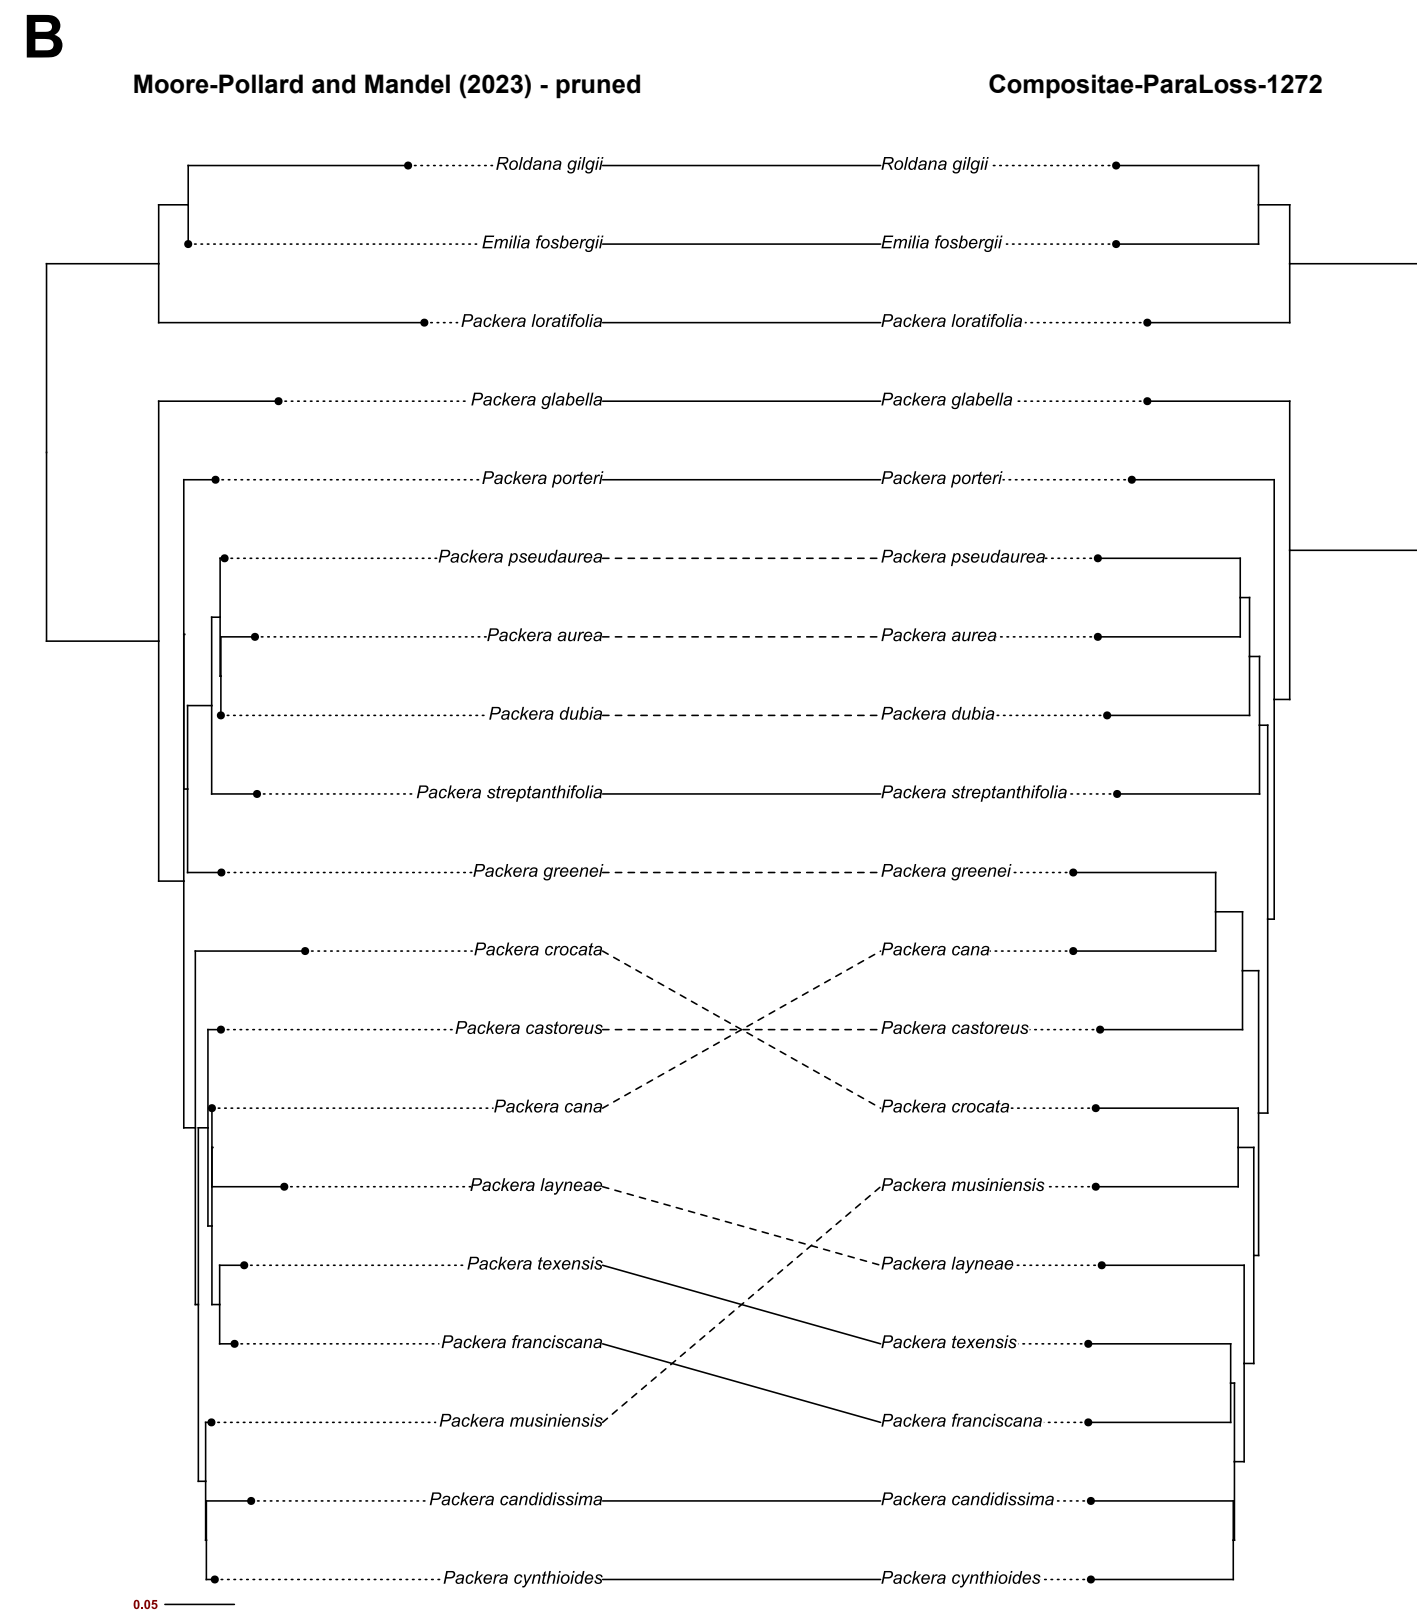 B
Moore-Pollard and Mandel (2023) - pruned Compositae-ParaLoss-1272
Roldana gilgii Roldana gilgii
Emilia fosbergii Emilia fosbergii
Packera loratifolia Packera loratifolia
Packera glabella Packera glabella
Packera porteri Packera porteri
Packera pseudaurea Packera pseudaurea
Packera aurea Packera aurea
Packera dubia Packera dubia
Packera streptanthifolia Packera streptanthifolia
Packera greenei Packera greenei
Packera crocata Packera cana
Packera castoreus Packera castoreus
Packera cana Packera crocata
Packera layneae Packera musiniensis
Packera texensis Packera layneae
Packera franciscana Packera texensis
Packera musiniensis Packera franciscana
Packera candidissima Packera candidissima
Packera cynthioides Packera cynthioides
0.05